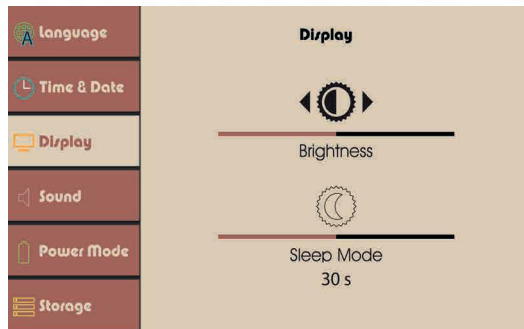 Language
Time & Date
Display
Sound
Power Mode
Storage
Display
Brightness
Sleep Mode
30 s